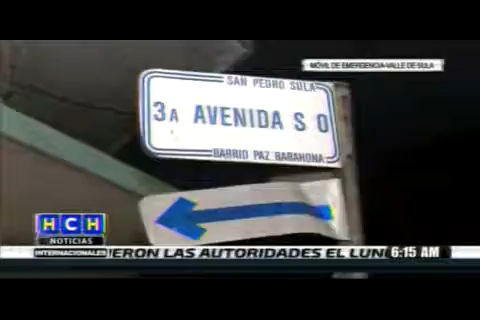 MÓVIL DE EMERGENCIA-VALLE DE SULA
SAN PEDRO SULA
3A AVENIDA S O
BARRIO PAZ BARAHONA
HCH
NOTICIAS
INTERNACIONALES
IERON LAS AUTORIDADES EL LUN
6:15 AM